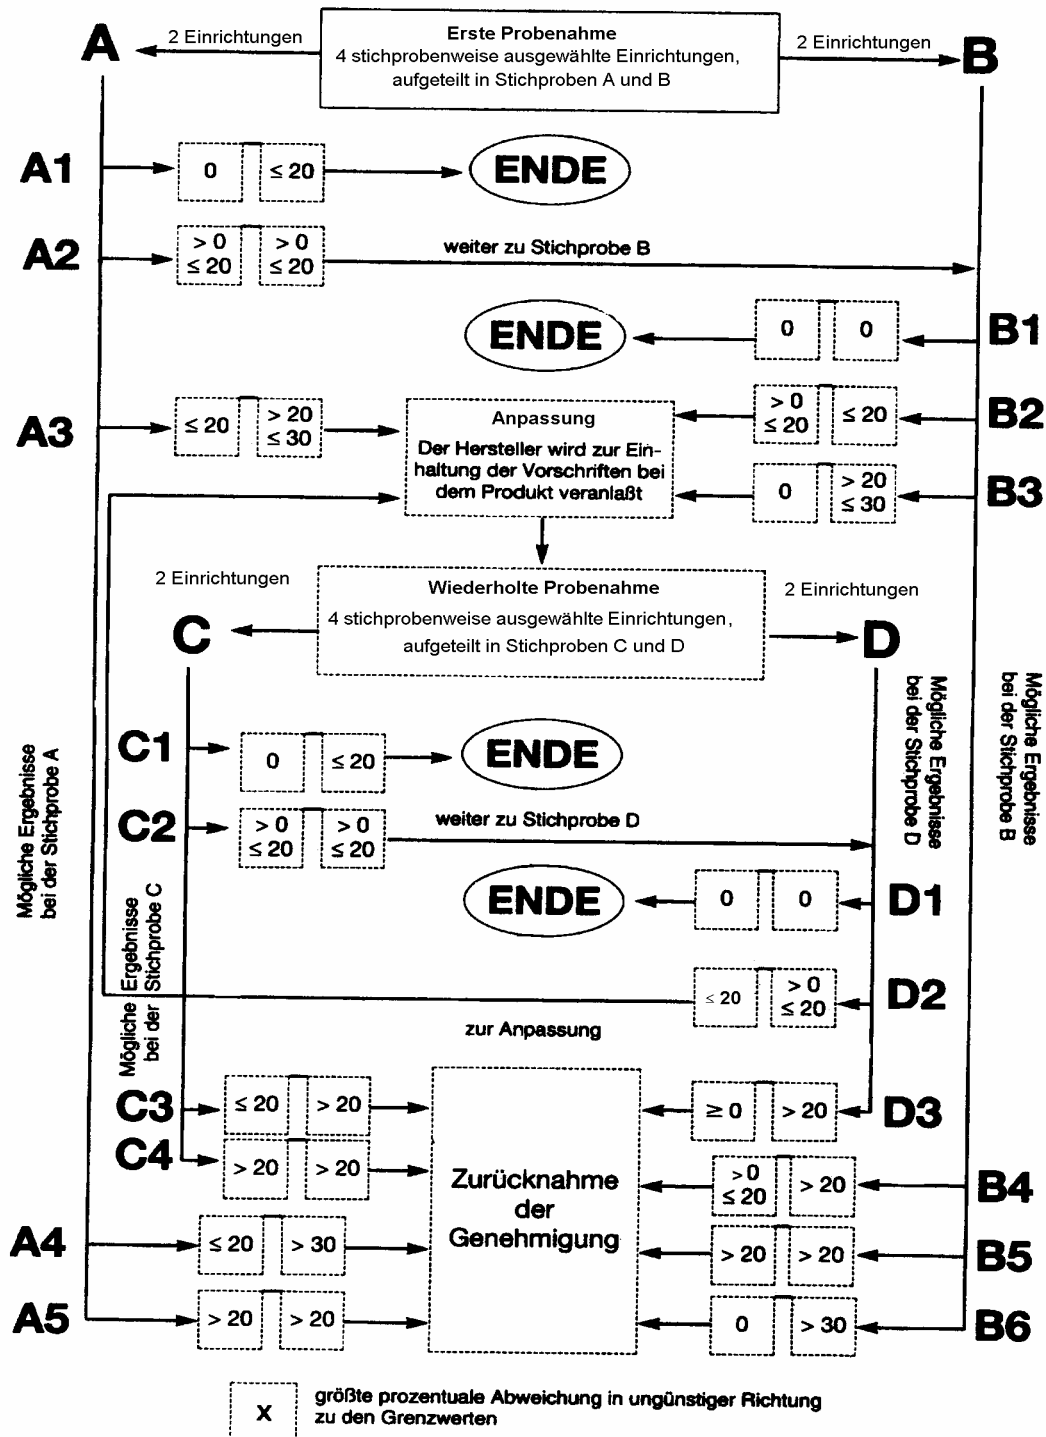 Erste Probenahme
4 stichprobenweise ausgewählte Einrichtungen,
aufgeteilt in Stichproben A und B
2 Einrichtungen
2 Einrichtungen
A
B
A1
0
≤ 20
ENDE
A2
> 0
≤ 20
> 0
≤ 20
weiter zu Stichprobe B
ENDE
0
0
B1
A3
≤ 20
> 20
≤ 30
Anpassung
Der Hersteller wird zur Ein-
haltung der Vorschriften bei
dem Produkt veranlaßt
> 0
≤ 20
≤ 20
B2
0
> 20
≤ 30
B3
2 Einrichtungen
Wiederholte Probenahme
4 stichprobenweise ausgewählte Einrichtungen,
aufgeteilt in Stichproben C und D
2 Einrichtungen
C
D
Mögliche Ergebnisse
bei der Stichprobe D
Mögliche Ergebnisse
bei der Stichprobe B
Mögliche Ergebnisse
bei der Stichprobe A
C1
0
≤ 20
ENDE
C2
> 0
≤ 20
> 0
≤ 20
weiter zu Stichprobe D
ENDE
0
0
D1
Mögliche Ergebnisse
bei der Stichprobe C
≤ 20
> 0
≤ 20
D2
zur Anpassung
C3
≤ 20
> 20
≥ 0
> 20
D3
C4
> 20
> 20
Zurücknahme
der
Genehmigung
> 0
≤ 20
> 20
B4
A4
≤ 20
> 30
> 20
> 20
B5
A5
> 20
> 20
0
> 30
B6
X
größte prozentuale Abweichung in ungünstiger Richtung
zu den Grenzwerten